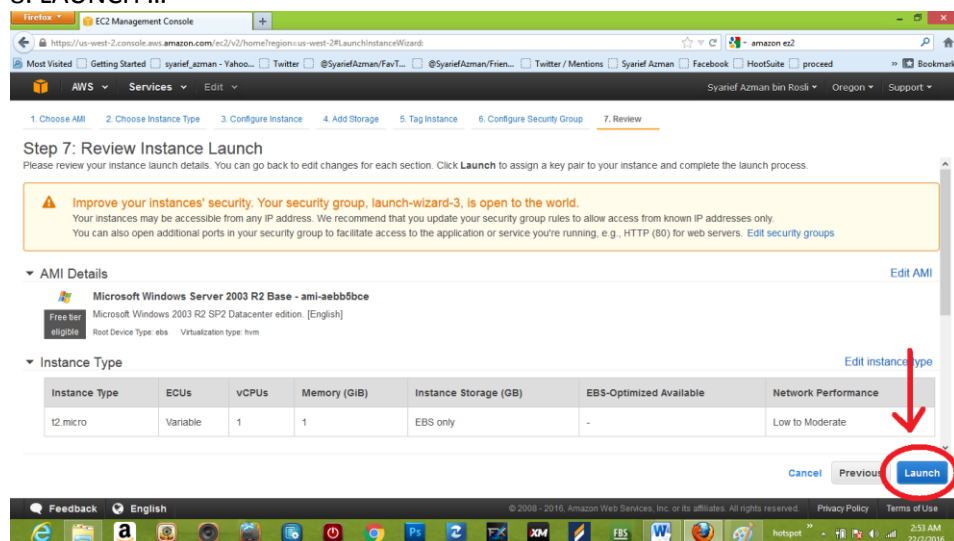 8. LAUNCH ...
Firefox
EC2 Management Console
+
https://us-west-2.console.aws.amazon.com/ec2/v2/home?region=us-west-2#LaunchInstanceWizard:
amazon ez2
Most Visited Getting Started syarief_azman - Yahoo... Twitter @SyariefAzman/FavT... @SyariefAzman/Frien... Twitter / Mentions Syarief Azman Facebook HootSuite proceed » Bookmark
AWS Services Edit Syarief Azman bin Rosli Oregon Support
1. Choose AMI 2. Choose Instance Type 3. Configure Instance 4. Add Storage 5. Tag Instance 6. Configure Security Group 7. Review
Step 7: Review Instance Launch
Please review your instance launch details. You can go back to edit changes for each section. Click Launch to assign a key pair to your instance and complete the launch process.
Improve your instances' security. Your security group, launch-wizard-3, is open to the world.
Your instances may be accessible from any IP address. We recommend that you update your security group rules to allow access from known IP addresses only.
You can also open additional ports in your security group to facilitate access to the application or service you're running, e.g., HTTP (80) for web servers. Edit security groups
AMI Details Edit AMI
Microsoft Windows Server 2003 R2 Base - ami-aebb5bce
Free tier eligible
Microsoft Windows 2003 R2 SP2 Datacenter edition. [English]
Root Device Type: ebs Virtualization type: hvm
Instance Type Edit instance type
Instance Type ECUs vCPUs Memory (GiB) Instance Storage (GB) EBS-Optimized Available Network Performance
t2.micro Variable 1 1 EBS only - Low to Moderate
Cancel Previous Launch
Feedback English © 2008 - 2016, Amazon Web Services, Inc. or its affiliates. All rights reserved. Privacy Policy Terms of Use
a Ps 2 FX XM FBS W hotspot » 2:53 AM
22/2/2016